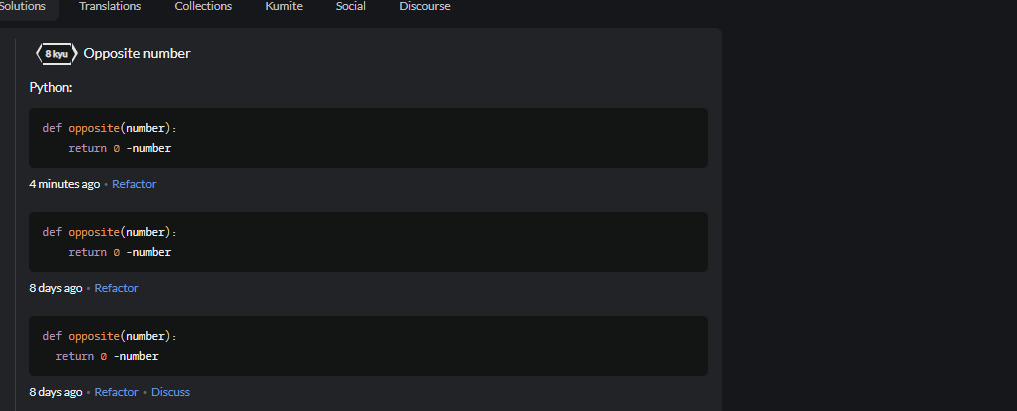 Solutions Translations Collections Kumite Social Discourse
8 kyu Opposite number
Python:
def opposite(number):
    return 0 -number
4 minutes ago • Refactor
def opposite(number):
    return 0 -number
8 days ago • Refactor
def opposite(number):
  return 0 -number
8 days ago • Refactor • Discuss